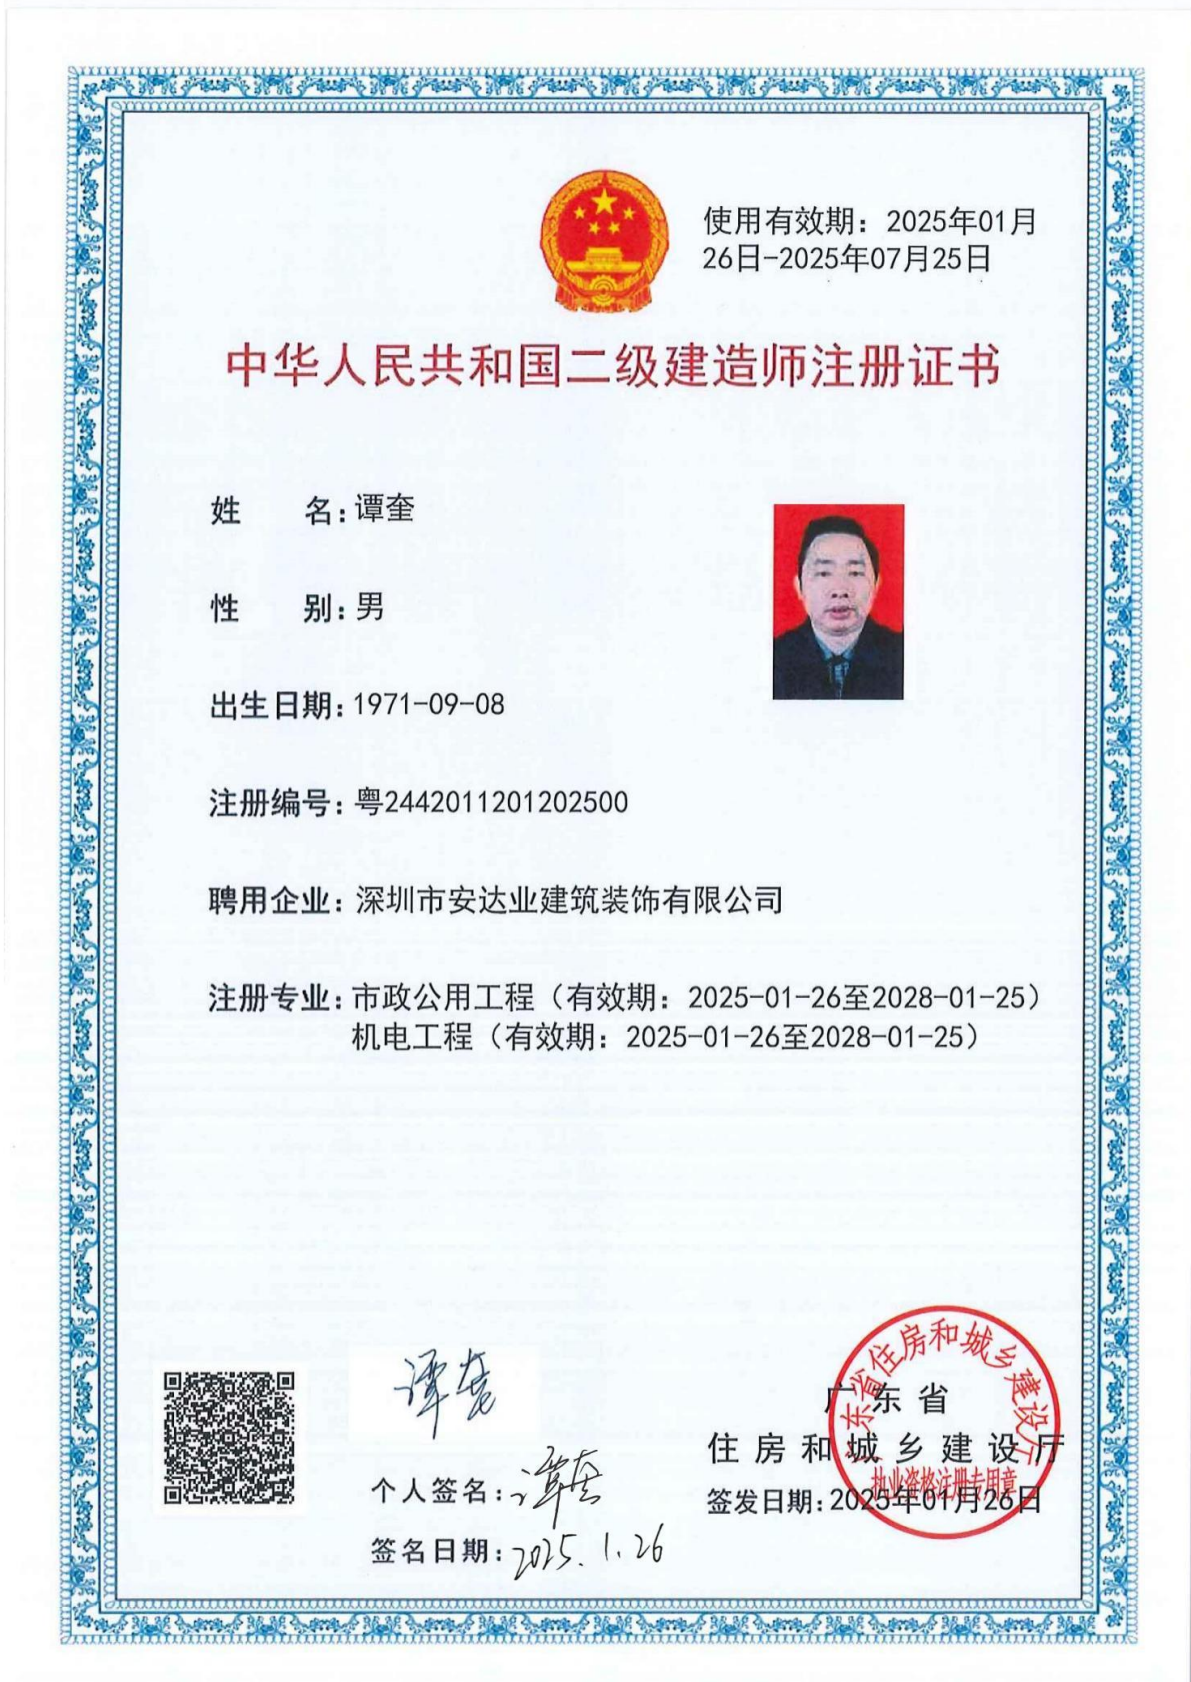 使用有效期：2025年01月
26日-2025年07月25日
中华人民共和国二级建造师注册证书
姓 名：谭奎
性 别：男
出生日期：1971-09-08
注册编号：粤2442011201202500
聘用企业：深圳市安达业建筑装饰有限公司
注册专业：市政公用工程（有效期：2025-01-26至2028-01-25）
机电工程（有效期：2025-01-26至2028-01-25）
谭奎
个人签名：谭奎
签名日期：2025.1.26
广东省
住房和城乡建设厅
签发日期：2025年01月26日
广东省住房和城乡建设厅
执业资格注册专用章